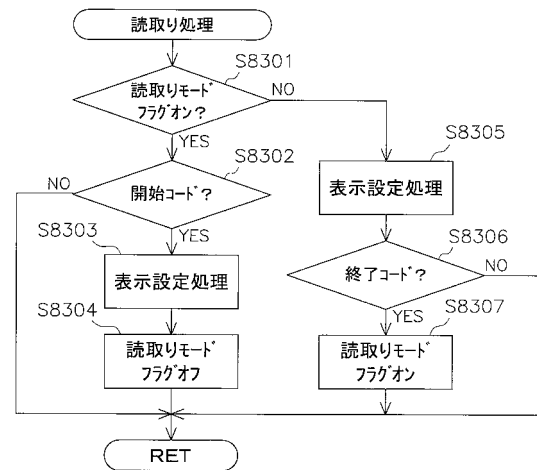 読取り処理
S8301
読取りモード
フラグオン?
NO
YES
S8302
開始コード?
NO
YES
S8303
表示設定処理
S8304
読取りモード
フラグオフ
S8305
表示設定処理
S8306
終了コード?
NO
YES
S8307
読取りモード
フラグオン
RET